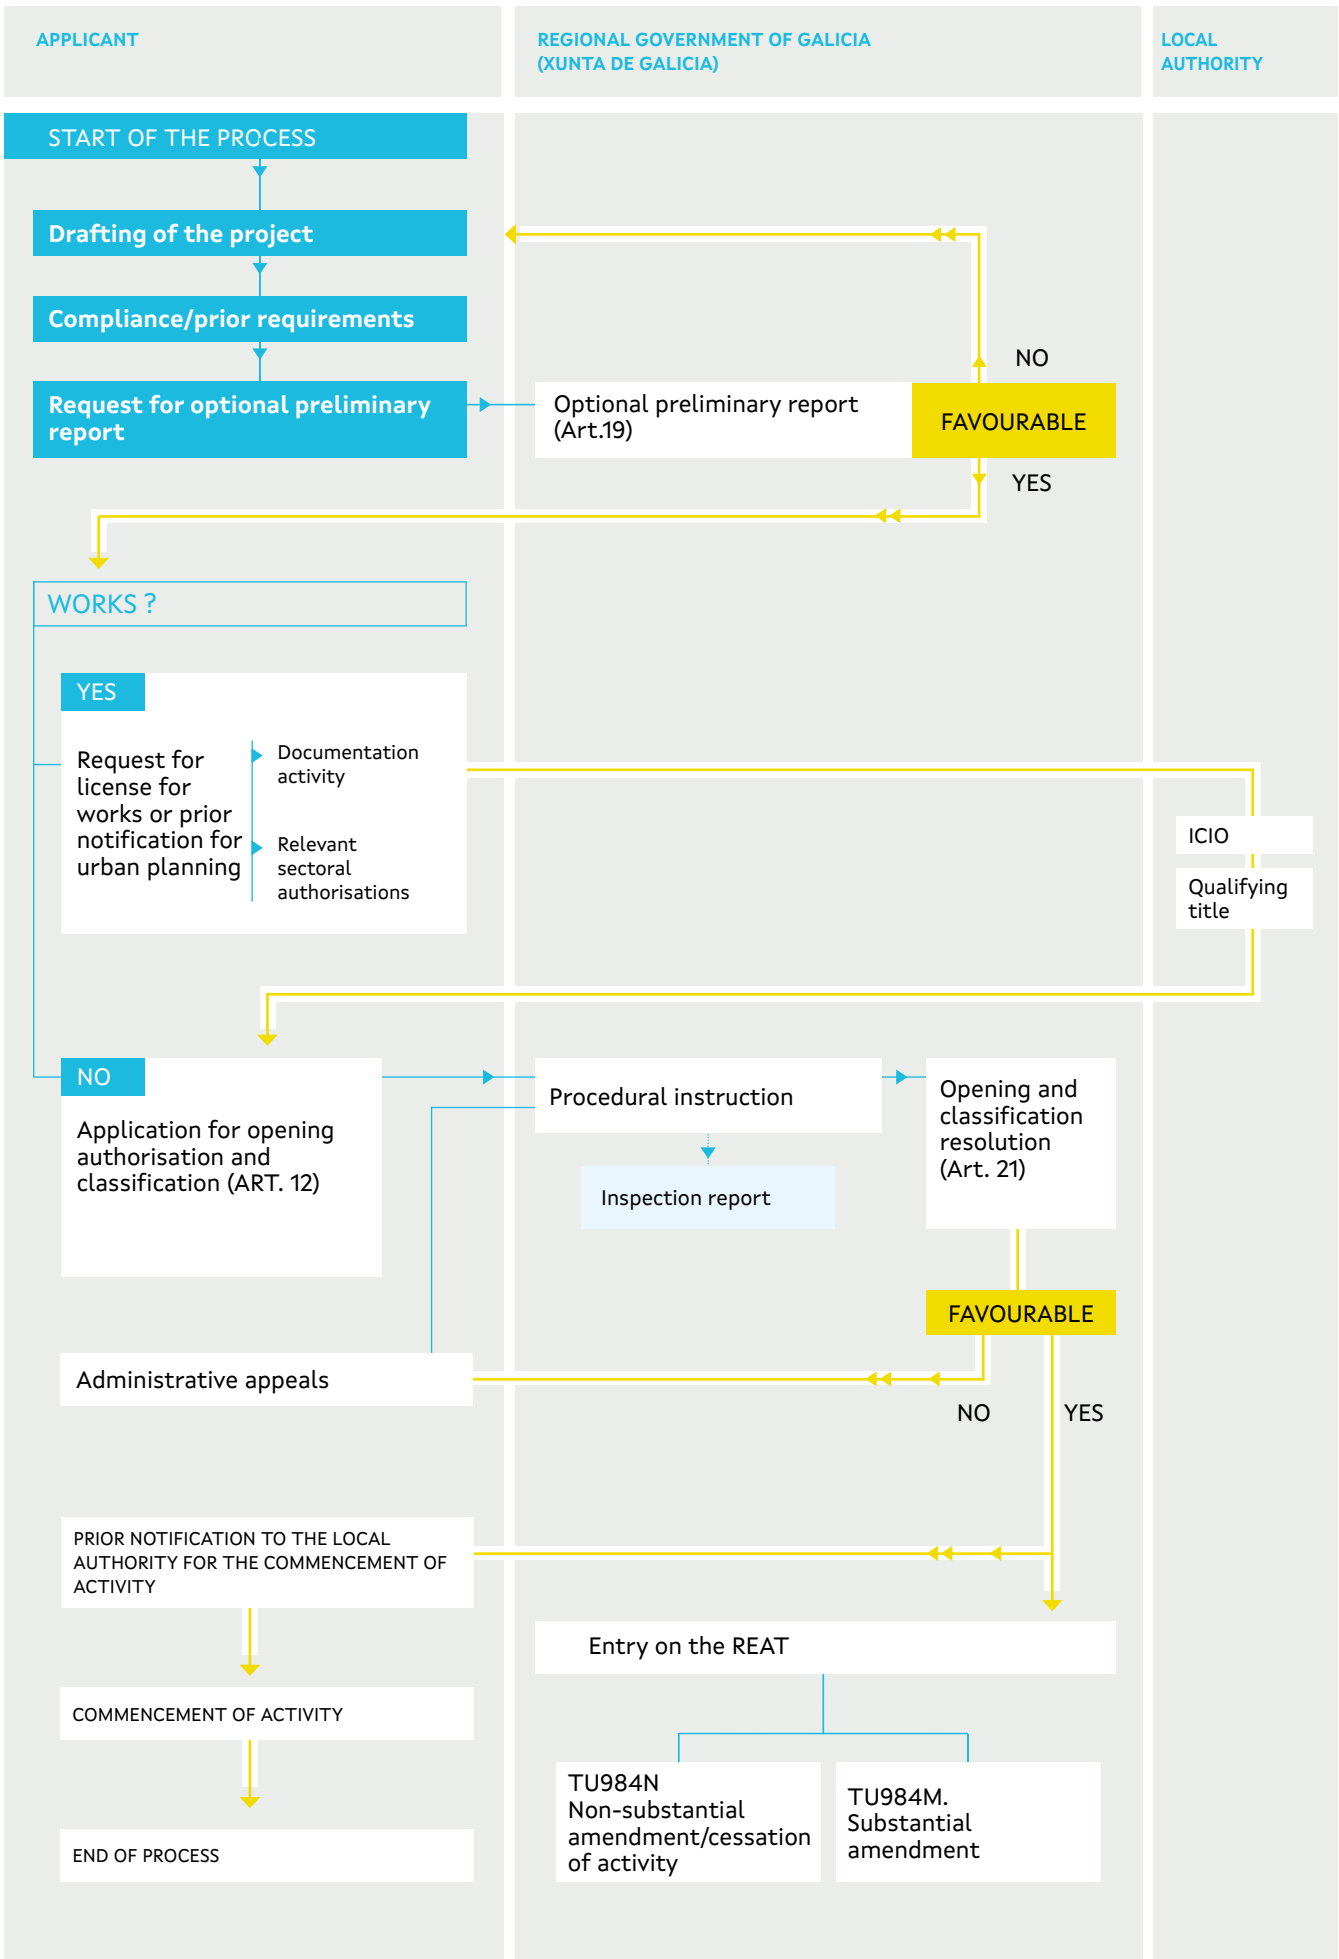 APPLICANT
REGIONAL GOVERNMENT OF GALICIA
(XUNTA DE GALICIA)
LOCAL
AUTHORITY
START OF THE PROCESS
Drafting of the project
Compliance/prior requirements
NO
Request for optional preliminary
report
Optional preliminary report
(Art.19)
FAVOURABLE
YES
WORKS ?
YES
Request for
license for
works or prior
notification for
urban planning
Documentation
activity
Relevant
sectoral
authorisations
ICIO
Qualifying
title
NO
Application for opening
authorisation and
classification (ART. 12)
Procedural instruction
Inspection report
Opening and
classification
resolution
(Art. 21)
FAVOURABLE
Administrative appeals
NO
YES
PRIOR NOTIFICATION TO THE LOCAL
AUTHORITY FOR THE COMMENCEMENT OF
ACTIVITY
Entry on the REAT
COMMENCEMENT OF ACTIVITY
TU984N
Non-substantial
amendment/cessation
of activity
TU984M.
Substantial
amendment
END OF PROCESS